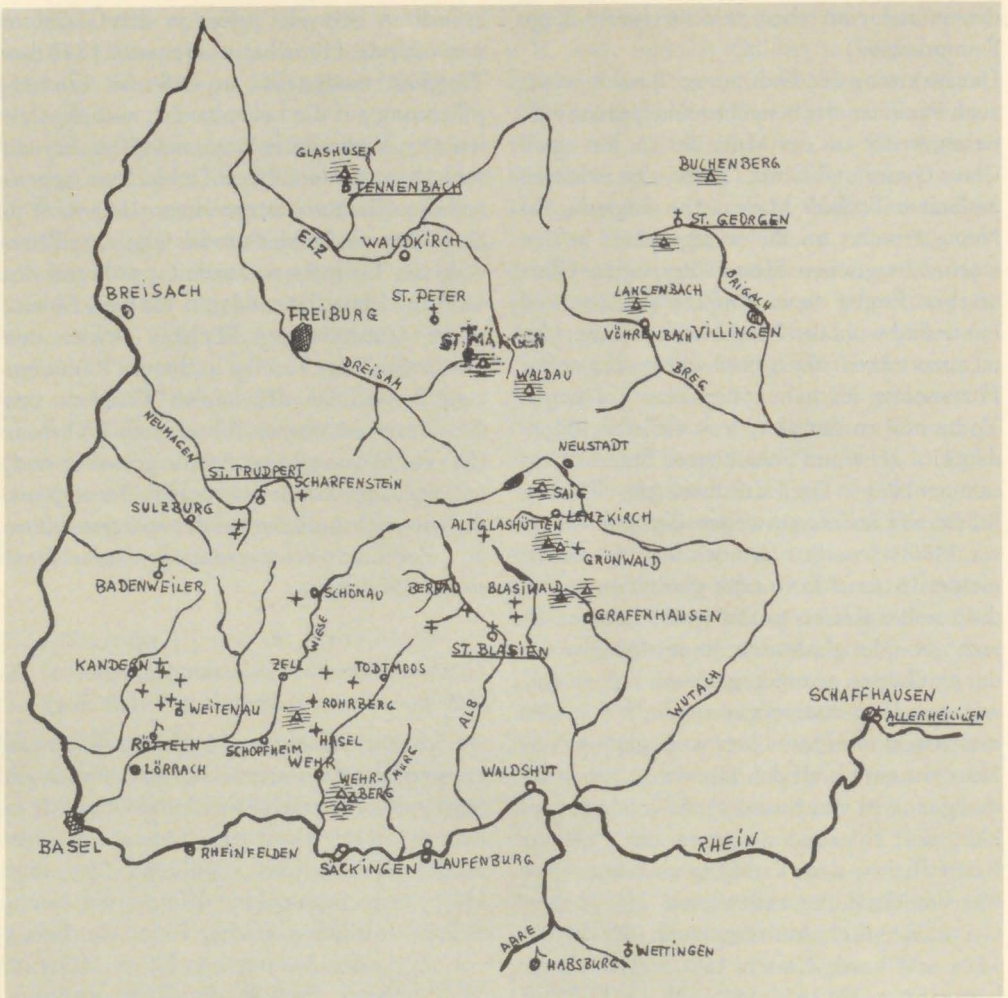 GLASHUSEN
TENNENBACH
BUCHENBERG
ST. GEORGEN
ELZ
WALDKIRCH
BREISACH
ST. PETER
LANGENBACH
BRIGACH
FREIBURG
ST. MÄRGEN
VÖHRENBACH
VILLINGEN
DREISAM
WALDAU
BREG
NEUMAGEN
NEUSTADT
ST. TRUDPERT
SCHARFENSTEIN
SAIG
SULZBURG
LENZKIRCH
ALTGLASHÜTTEN
GRÜNWALD
BADENWEILER
SCHÖNAU
BERNAU
BLASIWALD
GRAFENHAUSEN
WIESE
ST. BLASIEN
KANDERN
ZELL
TODTMOOS
WEITENAU
ROHRBERG
ALB
WUTACH
SCHAFFHAUSEN
ALLERHEILIGEN
RÖTTELN
SCHOPFHEIM
HASEL
LÖRRACH
WEHR
MURG
WEHR-
BERG
WALDSHUT
BASEL
RHEINFELDEN
SÄCKINGEN
LAUFENBURG
RHEIN
AARE
HABSBURG
WETTINGEN